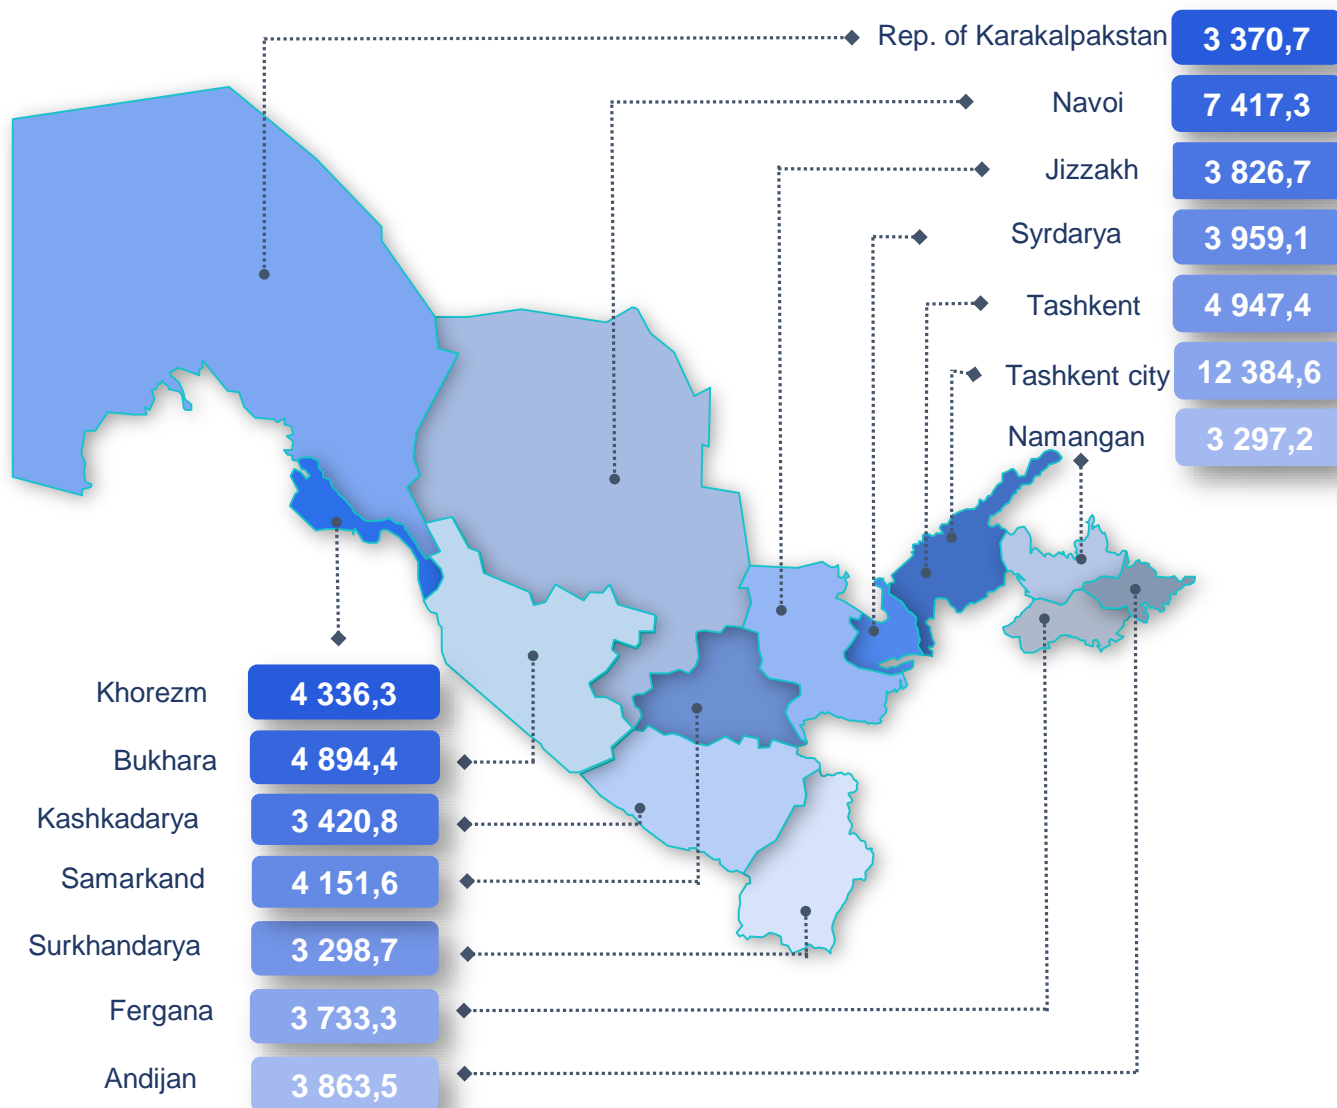 Rep. of Karakalpakstan 3 370,7
Navoi 7 417,3
Jizzakh 3 826,7
Syrdarya 3 959,1
Tashkent 4 947,4
Tashkent city 12 384,6
Namangan 3 297,2
Khorezm 4 336,3
Bukhara 4 894,4
Kashkadarya 3 420,8
Samarkand 4 151,6
Surkhandarya 3 298,7
Fergana 3 733,3
Andijan 3 863,5